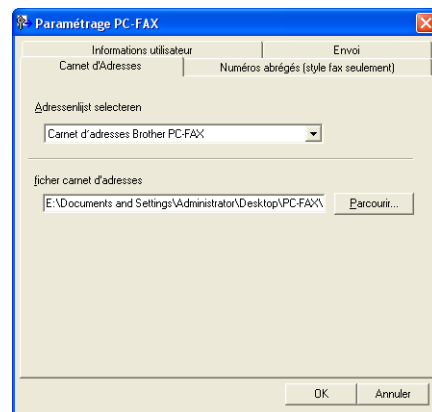 Paramétrage PC-FAX
Informations utilisateur
Envoi
Carnet d'Adresses
Numéros abrégés (style fax seulement)
Adressenlijst selecteren
Carnet d'adresses Brother PC-FAX
ficher carnet d'adresses
E:\Documents and Settings\Administrator\Desktop\PC-FAX\
Parcourir...
OK
Annuler